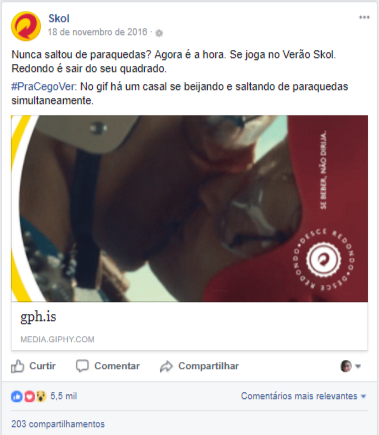 Skol
18 de novembro de 2016
Nunca saltou de paraquedas? Agora é a hora. Se joga no Verão Skol.
Redondo é sair do seu quadrado.
#PraCegoVer: No gif há um casal se beijando e saltando de paraquedas
simultaneamente.
SE BEBER, NÃO DIRIJA.
DESCE REDONDO • DESCE REDONDO •
gph.is
MEDIA.GIPHY.COM
Curtir Comentar Compartilhar
5,5 mil Comentários mais relevantes
203 compartilhamentos